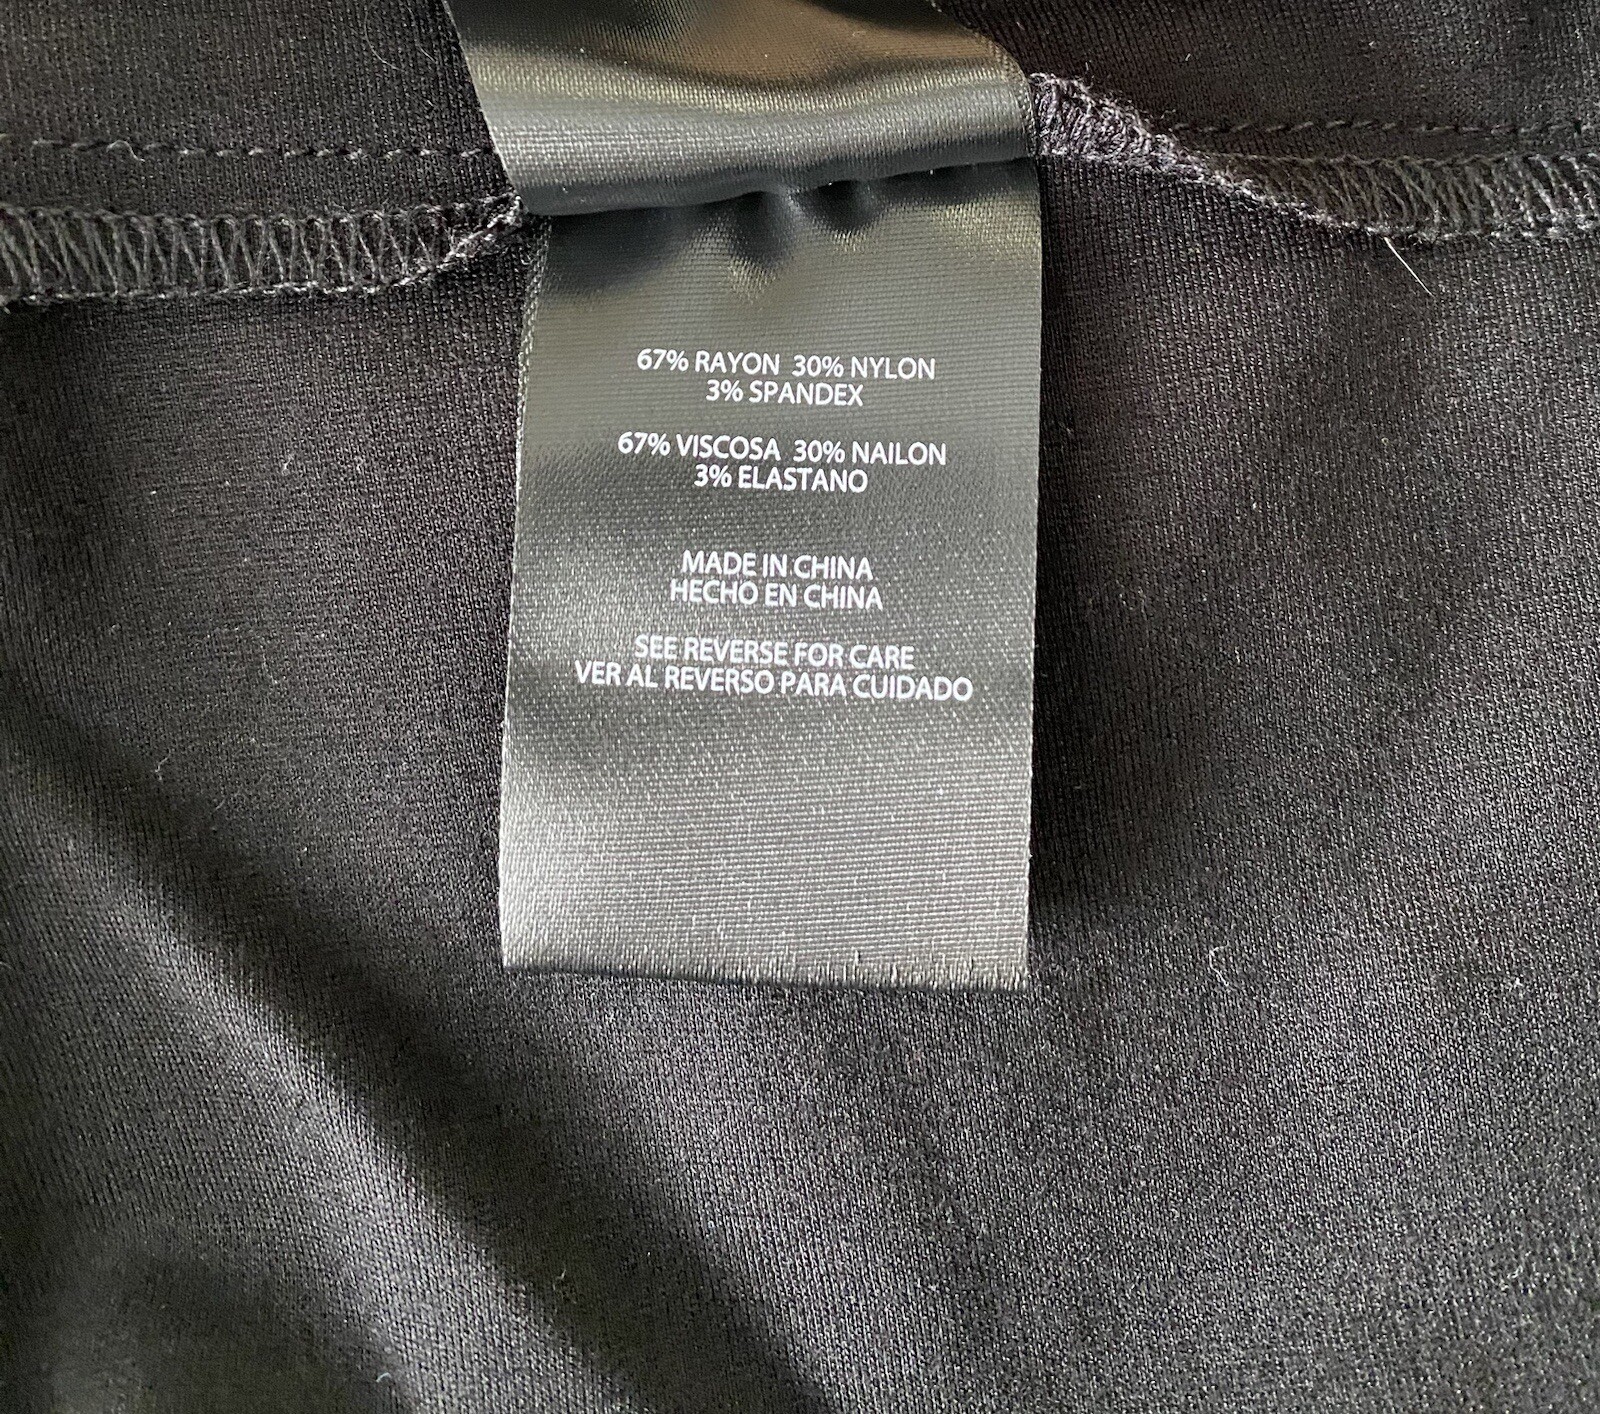 67% RAYON 30% NYLON
3% SPANDEX
67% VISCOSA 30% NAILON
3% ELASTANO
MADE IN CHINA
HECHO EN CHINA
SEE REVERSE FOR CARE
VER AL REVERSO PARA CUIDADO